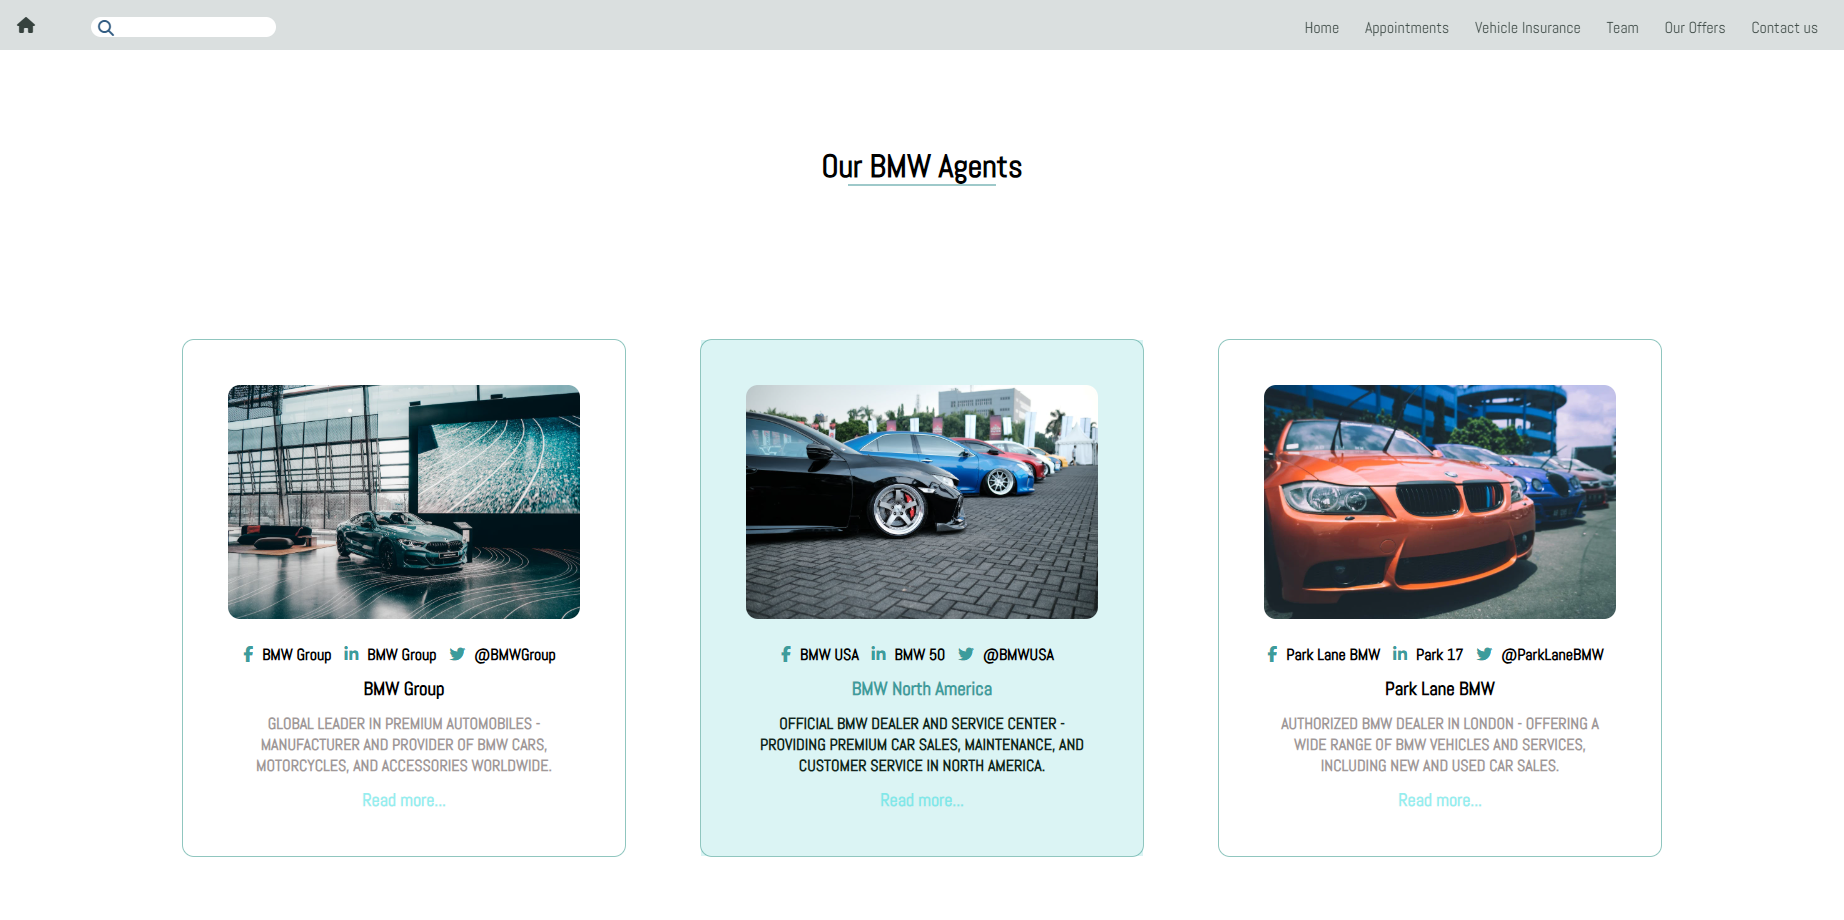 Home Appointments Vehicle Insurance Team Our Offers Contact us
Our BMW Agents
BMW Group BMW Group @BMWGroup
BMW Group
GLOBAL LEADER IN PREMIUM AUTOMOBILES -
MANUFACTURER AND PROVIDER OF BMW CARS,
MOTORCYCLES, AND ACCESSORIES WORLDWIDE.
Read more...
BMW USA BMW 50 @BMWUSA
BMW North America
OFFICIAL BMW DEALER AND SERVICE CENTER -
PROVIDING PREMIUM CAR SALES, MAINTENANCE, AND
CUSTOMER SERVICE IN NORTH AMERICA.
Read more...
Park Lane BMW Park 17 @ParkLaneBMW
Park Lane BMW
AUTHORIZED BMW DEALER IN LONDON - OFFERING A
WIDE RANGE OF BMW VEHICLES AND SERVICES,
INCLUDING NEW AND USED CAR SALES.
Read more...